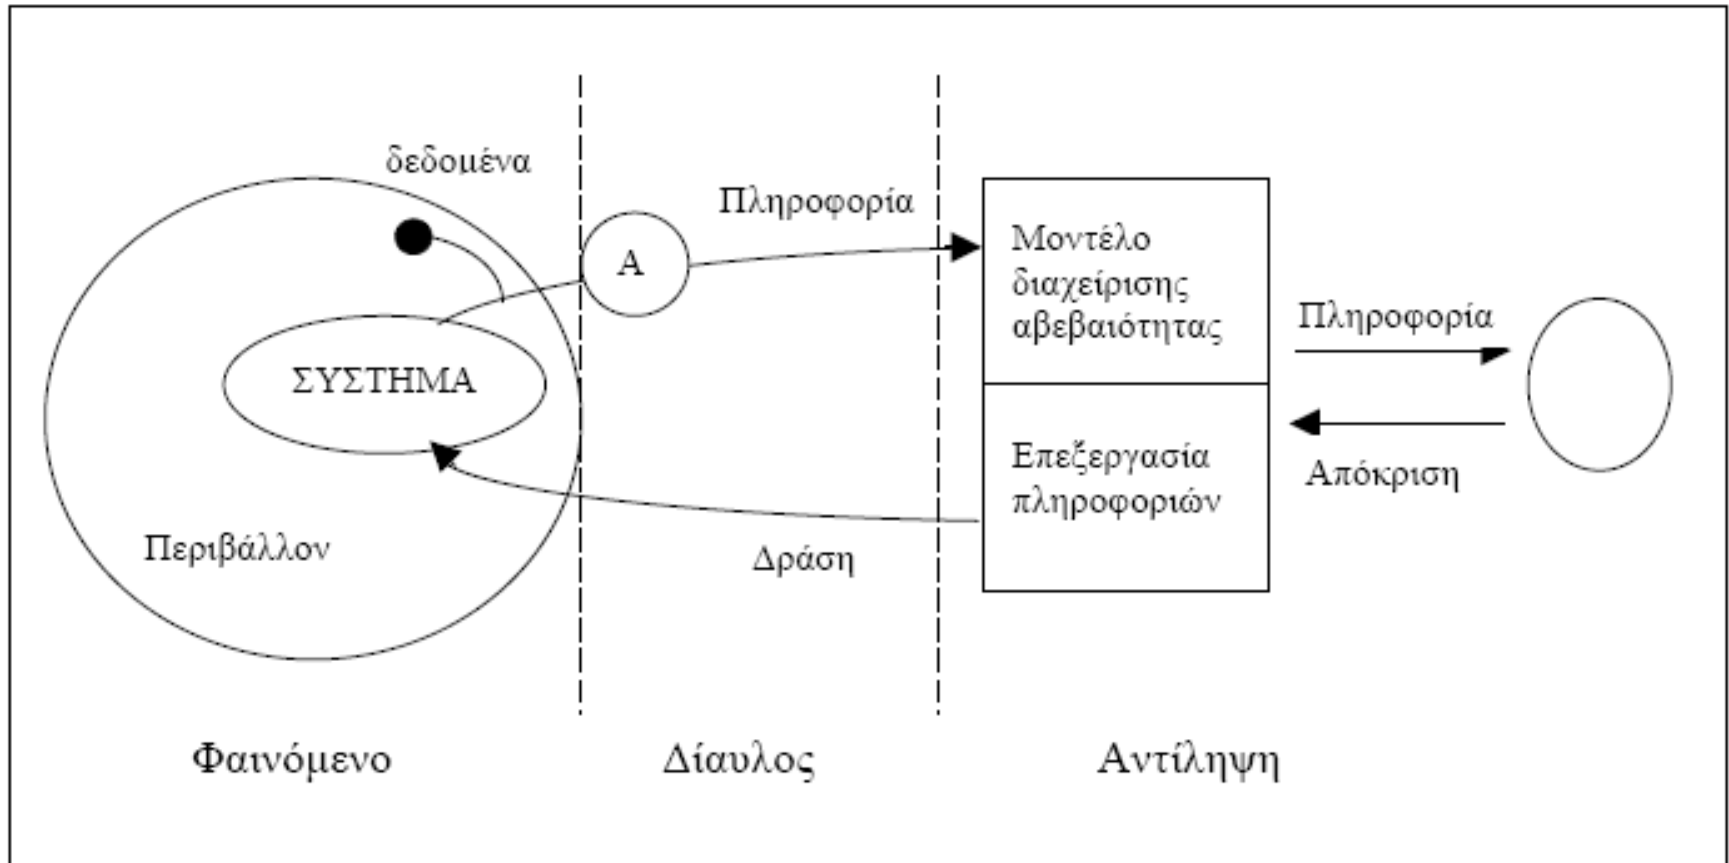 δεδομένα
Πληροφορία
Α
Μοντέλο
διαχείρισης
αβεβαιότητας
Πληροφορία
ΣΥΣΤΗΜΑ
Επεξεργασία
πληροφοριών
Απόκριση
Περιβάλλον
Δράση
Φαινόμενο
Δίαυλος
Αντίληψη